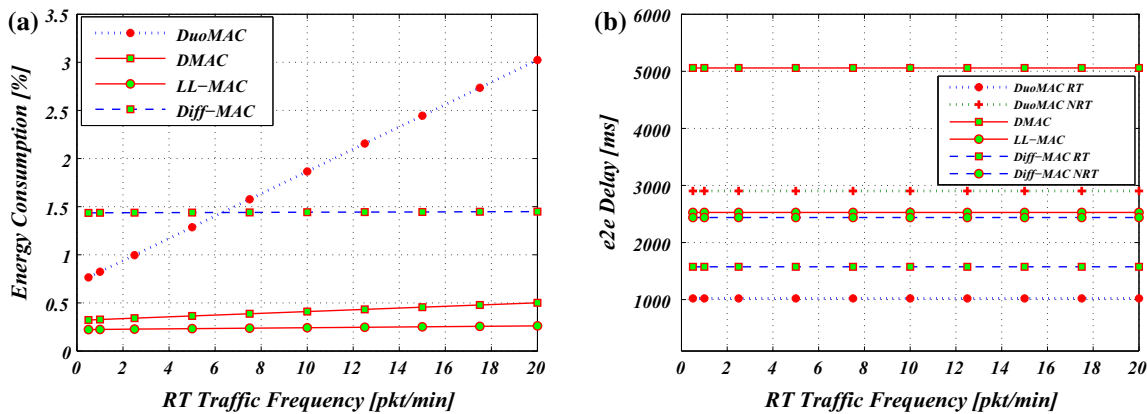 (a)
Energy Consumption [%]
3.5
3
2.5
2
1.5
1
0.5
0
DuoMAC
DMAC
LL−MAC
Diff−MAC
0 2 4 6 8 10 12 14 16 18 20
RT Traffic Frequency [pkt/min]
(b)
e2e Delay [ms]
6000
5000
4000
3000
2000
1000
DuoMAC RT
DuoMAC NRT
DMAC
LL−MAC
Diff−MAC RT
Diff−MAC NRT
0 2 4 6 8 10 12 14 16 18 20
RT Traffic Frequency [pkt/min]